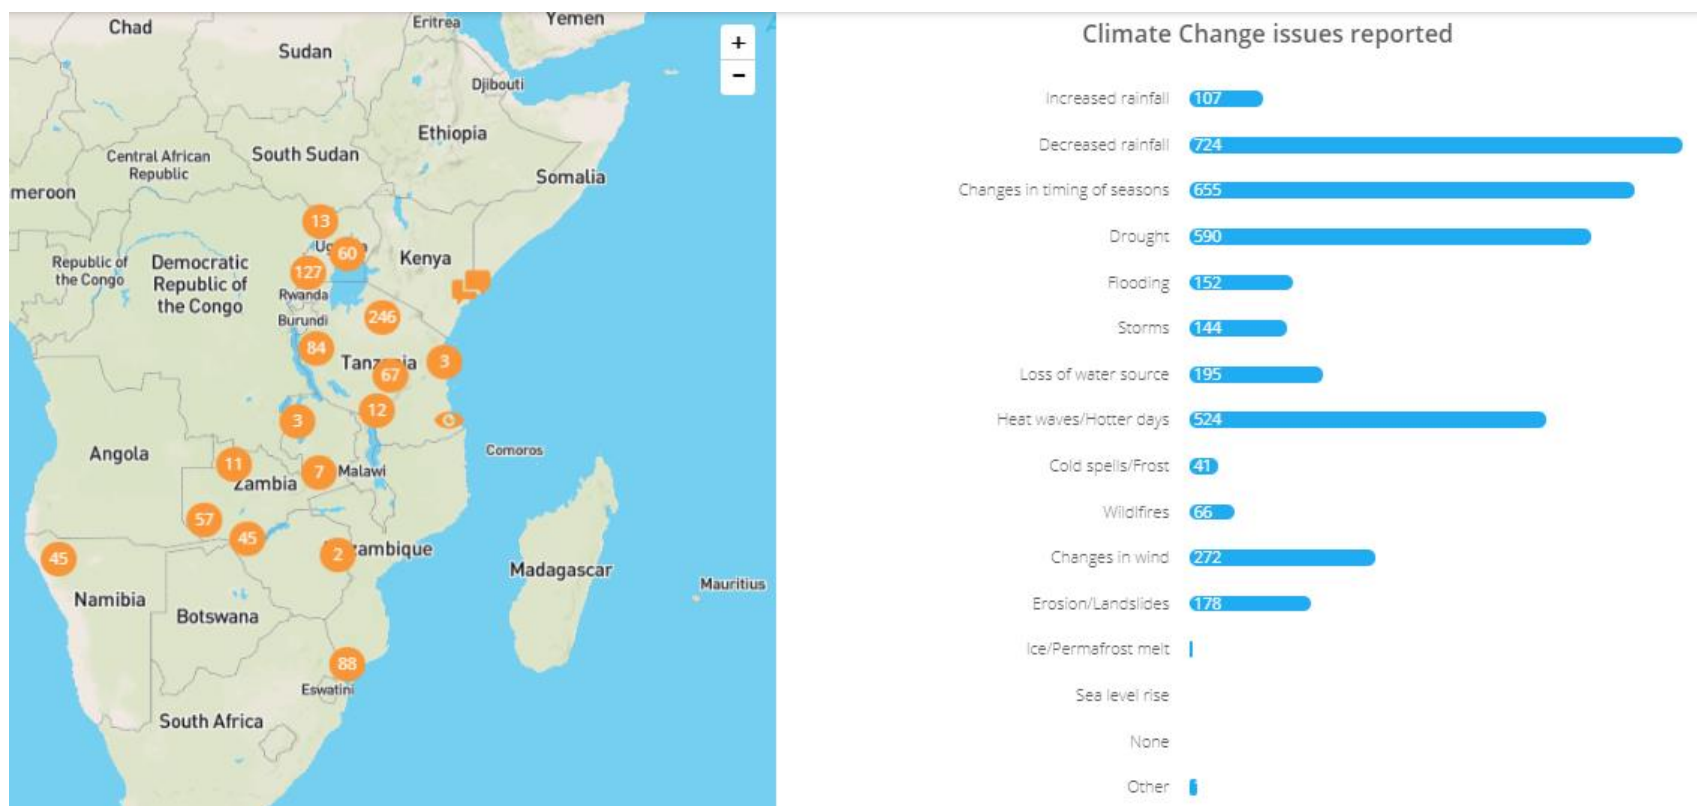 Chad
Eritrea
Yemen
Sudan
Djibouti
Ethiopia
Central African
Republic
South Sudan
Somalia
meroon
13
60
Kenya
Republic of
the Congo
Democratic
Republic of
the Congo
127
Rwanda
Burundi
246
84
Tanzania
3
67
12
3
Angola
Comoros
11
7
Malawi
Zambia
57
45
45
2
zambique
Madagascar
Mauritius
Namibia
Botswana
88
Eswatini
South Africa
+
−
Climate Change issues reported
Increased rainfall 107
Decreased rainfall 724
Changes in timing of seasons 655
Drought 590
Flooding 152
Storms 144
Loss of water source 195
Heat waves/Hotter days 524
Cold spells/Frost 41
Wildlfires 66
Changes in wind 272
Erosion/Landslides 178
Ice/Permafrost melt
Sea level rise
None
Other